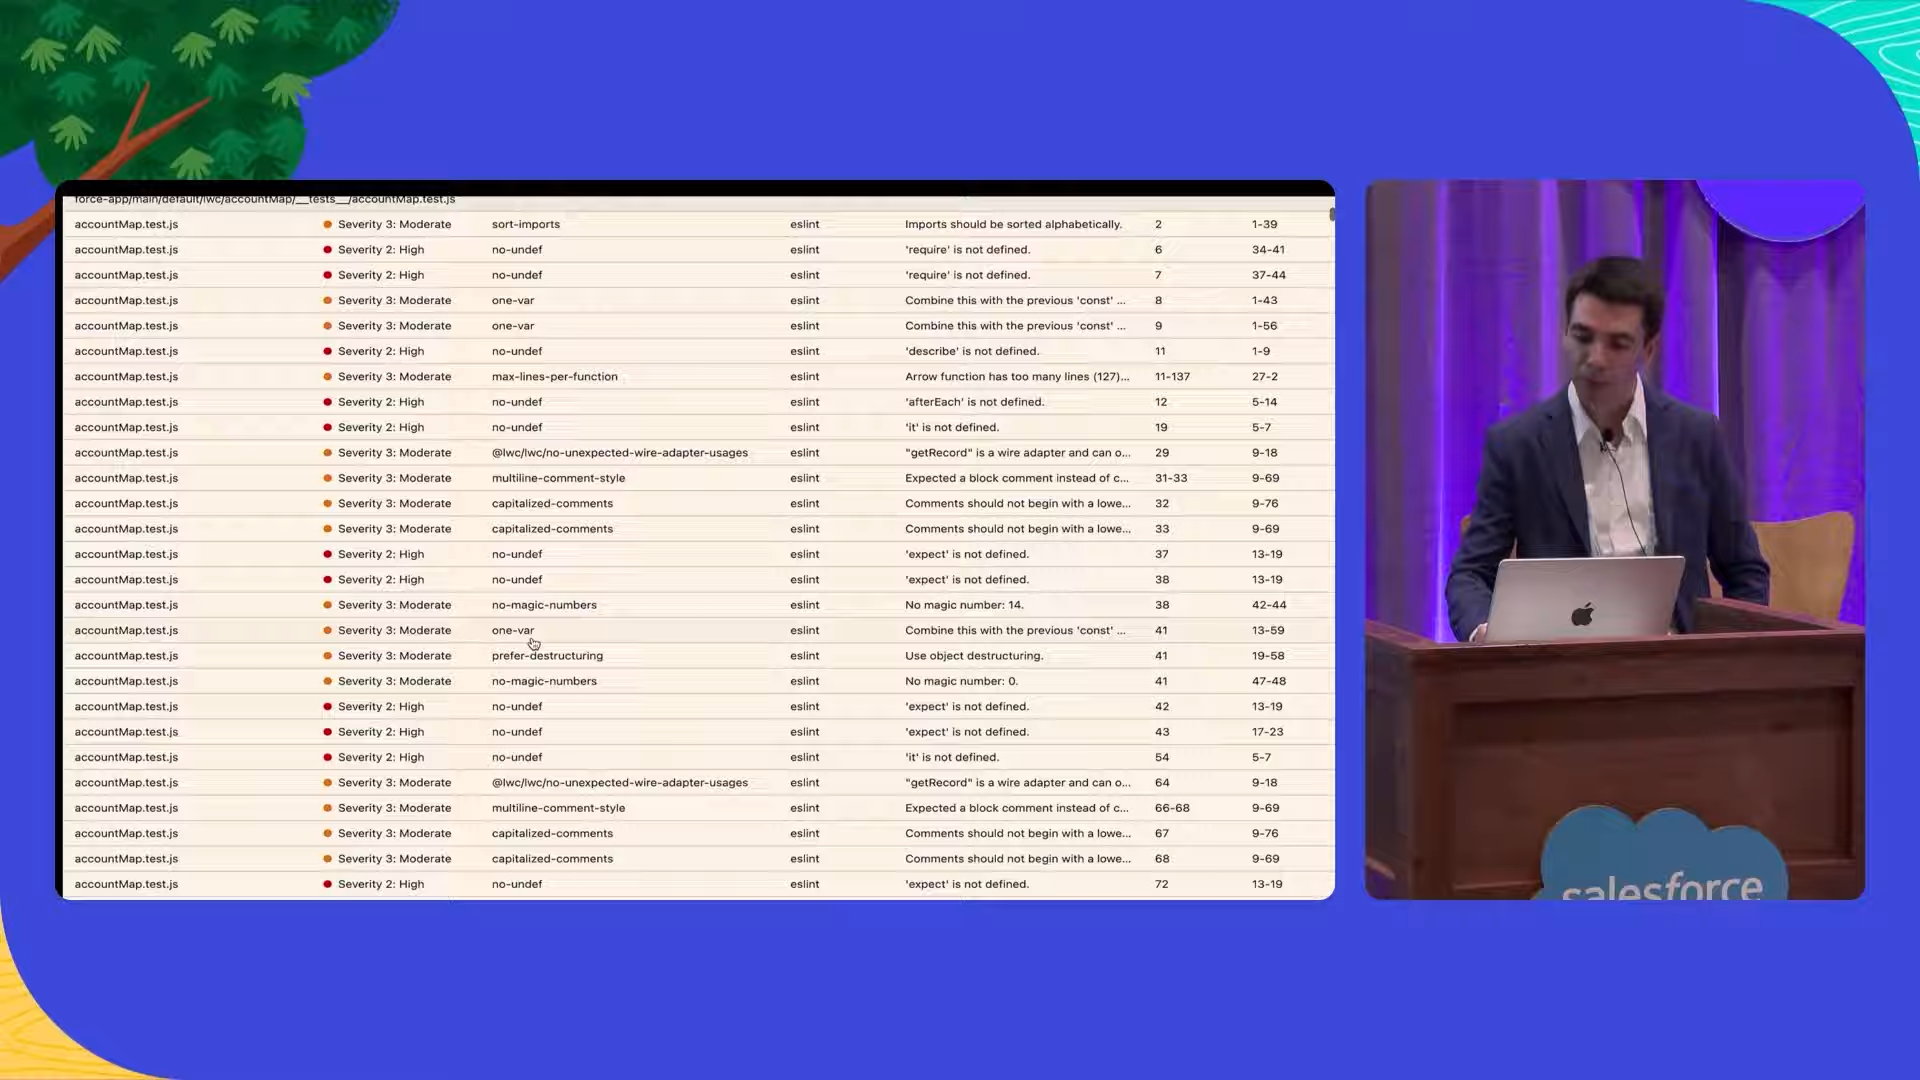 force-app/main/default/lwc/accountMap/__tests__/accountMap.test.js
accountMap.test.js Severity 3: Moderate sort-imports eslint Imports should be sorted alphabetically. 2 1-39
accountMap.test.js Severity 2: High no-undef eslint 'require' is not defined. 6 34-41
accountMap.test.js Severity 2: High no-undef eslint 'require' is not defined. 7 37-44
accountMap.test.js Severity 3: Moderate one-var eslint Combine this with the previous 'const' ... 8 1-43
accountMap.test.js Severity 3: Moderate one-var eslint Combine this with the previous 'const' ... 9 1-56
accountMap.test.js Severity 2: High no-undef eslint 'describe' is not defined. 11 1-9
accountMap.test.js Severity 3: Moderate max-lines-per-function eslint Arrow function has too many lines (127)... 11-137 27-2
accountMap.test.js Severity 2: High no-undef eslint 'afterEach' is not defined. 12 5-14
accountMap.test.js Severity 2: High no-undef eslint 'it' is not defined. 19 5-7
accountMap.test.js Severity 3: Moderate @lwc/lwc/no-unexpected-wire-adapter-usages eslint "getRecord" is a wire adapter and can o... 29 9-18
accountMap.test.js Severity 3: Moderate multiline-comment-style eslint Expected a block comment instead of c... 31-33 9-69
accountMap.test.js Severity 3: Moderate capitalized-comments eslint Comments should not begin with a lowe... 32 9-76
accountMap.test.js Severity 3: Moderate capitalized-comments eslint Comments should not begin with a lowe... 33 9-69
accountMap.test.js Severity 2: High no-undef eslint 'expect' is not defined. 37 13-19
accountMap.test.js Severity 2: High no-undef eslint 'expect' is not defined. 38 13-19
accountMap.test.js Severity 3: Moderate no-magic-numbers eslint No magic number: 14. 38 42-44
accountMap.test.js Severity 3: Moderate one-var eslint Combine this with the previous 'const' ... 41 13-59
accountMap.test.js Severity 3: Moderate prefer-destructuring eslint Use object destructuring. 41 19-58
accountMap.test.js Severity 3: Moderate no-magic-numbers eslint No magic number: 0. 41 47-48
accountMap.test.js Severity 2: High no-undef eslint 'expect' is not defined. 42 13-19
accountMap.test.js Severity 2: High no-undef eslint 'expect' is not defined. 43 17-23
accountMap.test.js Severity 2: High no-undef eslint 'it' is not defined. 54 5-7
accountMap.test.js Severity 3: Moderate @lwc/lwc/no-unexpected-wire-adapter-usages eslint "getRecord" is a wire adapter and can o... 64 9-18
accountMap.test.js Severity 3: Moderate multiline-comment-style eslint Expected a block comment instead of c... 66-68 9-69
accountMap.test.js Severity 3: Moderate capitalized-comments eslint Comments should not begin with a lowe... 67 9-76
accountMap.test.js Severity 3: Moderate capitalized-comments eslint Comments should not begin with a lowe... 68 9-69
accountMap.test.js Severity 2: High no-undef eslint 'expect' is not defined. 72 13-19
salesforce